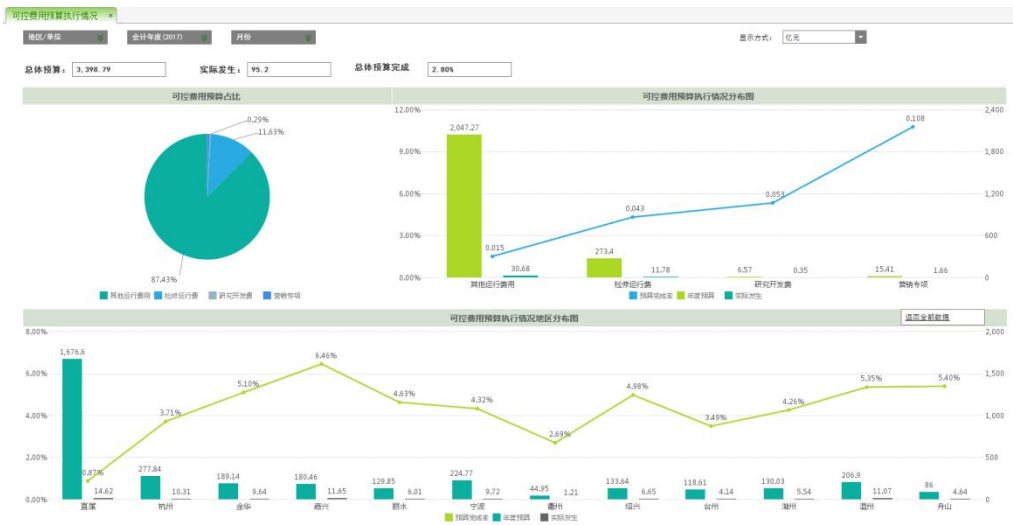 可控费用预算执行情况 ×
地区/单位 会计年度(2017) 月份 显示方式： 亿元
总体预算： 3,398.79 实际发生： 95.2 总体预算完成 2.80%
可控费用预算占比 可控费用预算执行情况分布图
0.29%
11.63%
87.43%
其他运行费用 检修运行费 研究开发费 营销专项
12.00% 2,400
9.00% 1,800
6.00% 1,200
3.00% 600
0.00% 0
2,047.27 273.4 6.57 15.41
30.68 11.78 0.35 1.66
0.015 0.043 0.053 0.108
其他运行费用 检修运行费 研究开发费 营销专项
预算完成率 年度预算 实际发生
可控费用预算执行情况地区分布图 返回全部数据
8.00% 2,000
6.00% 1,500
4.00% 1,000
2.00% 500
0.00% 0
0.87% 3.71% 5.10% 6.46% 4.63% 4.32% 2.69% 4.98% 3.49% 4.26% 5.35% 5.40%
1,676.6 277.84 189.14 180.46 129.85 224.77 44.95 133.64 118.61 130.03 206.9 86
14.62 10.31 9.64 11.65 6.01 9.72 1.21 6.65 4.14 5.54 11.07 4.64
直属 杭州 金华 嘉兴 丽水 宁波 衢州 绍兴 台州 湖州 温州 舟山
预算完成率 年度预算 实际发生